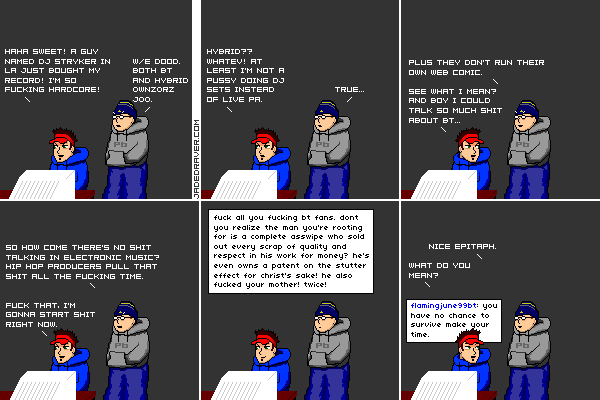 HAHA SWEET! A GUY
NAMED DJ STRYKER IN
LA JUST BOUGHT MY
RECORD! I'M SO
FUCKING HARDCORE!
W/E DOOD.
BOTH BT
AND HYBRID
OWNZORZ
JOO.
JADEDRAVER.COM
HYBRID??
WHATEV! AT
LEAST I'M NOT A
PUSSY DOING DJ
SETS INSTEAD
OF LIVE PA.
TRUE...
PLUS THEY DON'T RUN THEIR
OWN WEB COMIC.
SEE WHAT I MEAN?
AND BOY I COULD
TALK SO MUCH SHIT
ABOUT BT...
Pb
Pb
Pb
SO HOW COME THERE'S NO SHIT
TALKING IN ELECTRONIC MUSIC?
HIP HOP PRODUCERS PULL THAT
SHIT ALL THE FUCKING TIME.
FUCK THAT. I'M
GONNA START SHIT
RIGHT NOW.
Pb
fuck all you fucking bt fans. dont
you realize the man you're rooting
for is a complete asswipe who sold
out every scrap of quality and
respect in his work for money? he's
even owns a patent on the stutter
effect for christ's sake! he also
fucked your mother! twice!
Pb
NICE EPITAPH.
WHAT DO YOU
MEAN?
flamingjune99bt: you
have no chance to
survive make your
time.
Pb